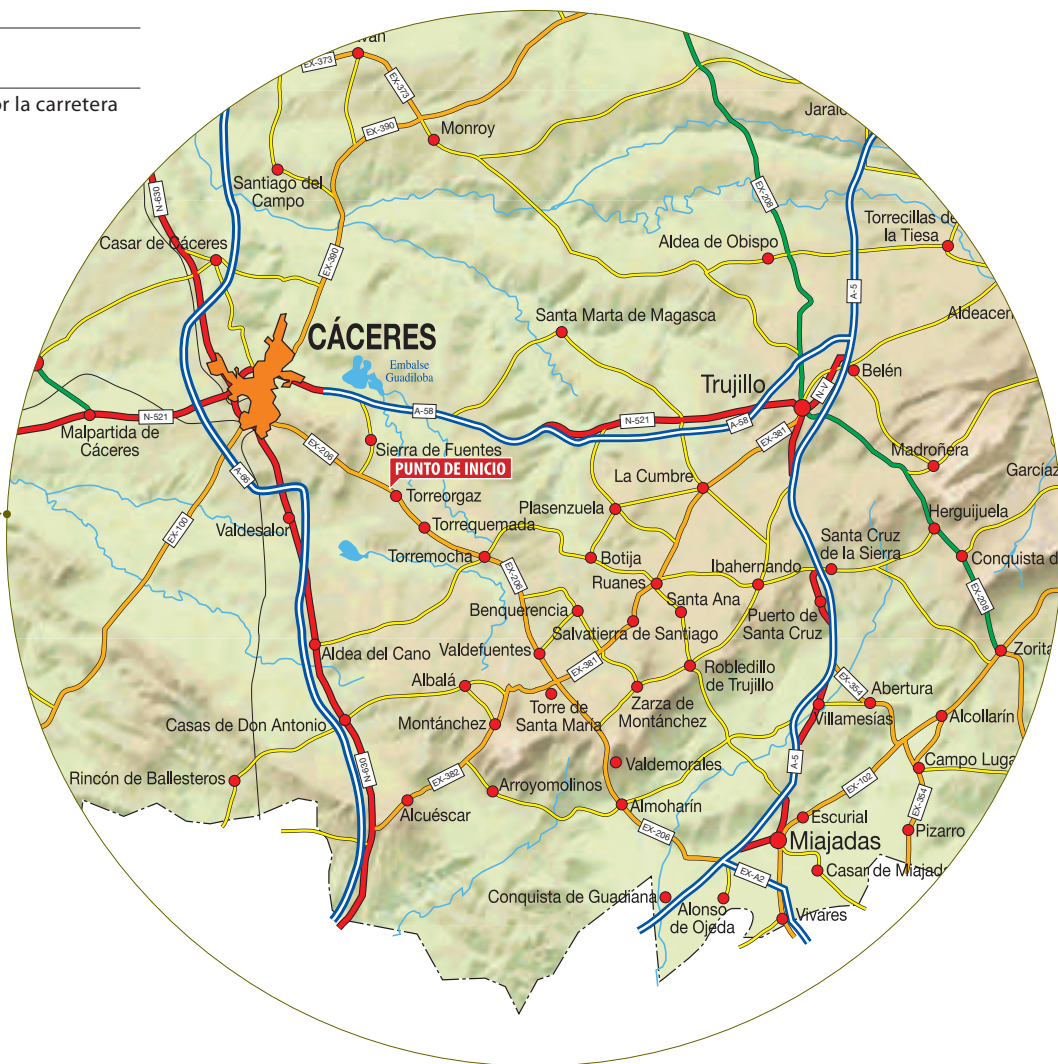 or la carretera
EX-373
EX-373
Monroy
EX-390
N-630
Santiago del
Campo
EX-208
Torrecillas de
la Tiesa
Casar de Cáceres
Aldea de Obispo
EX-390
A-5
Santa Marta de Magasca
CÁCERES
Embalse
Guadiloba
Trujillo
Belén
N-V
N-521
A-58
N-521
A-58
EX-381
Malpartida de
Cáceres
EX-206
Sierra de Fuentes
Madroñera
PUNTO DE INICIO
A-66
La Cumbre
Torreorgaz
Plasenzuela
Herguijuela
EX-100
Valdesalor
Torrequemada
Santa Cruz
de la Sierra
Torremocha
Botija
Ibahernando
Conquista d
EX-206
Ruanes
EX-208
Benquerencia
Santa Ana
Puerto de
Santa Cruz
Salvatierra de Santiago
Aldea del Cano
Valdefuentes
Zorita
EX-381
Robledillo
de Trujillo
Albalá
EX-354
Abertura
Torre de
Santa María
Zarza de
Montánchez
Casas de Don Antonio
Montánchez
Villamesías
Alcollarín
N-630
Valdemorales
A-5
Campo Luga
Rincón de Ballesteros
EX-382
EX-102
Arroyomolinos
Almoharín
EX-354
Alcuéscar
Escurial
EX-206
Pizarro
Miajadas
EX-A2
Casar de Miajad
Conquista de Guadiana
Alonso
de Ojeda
Vivares